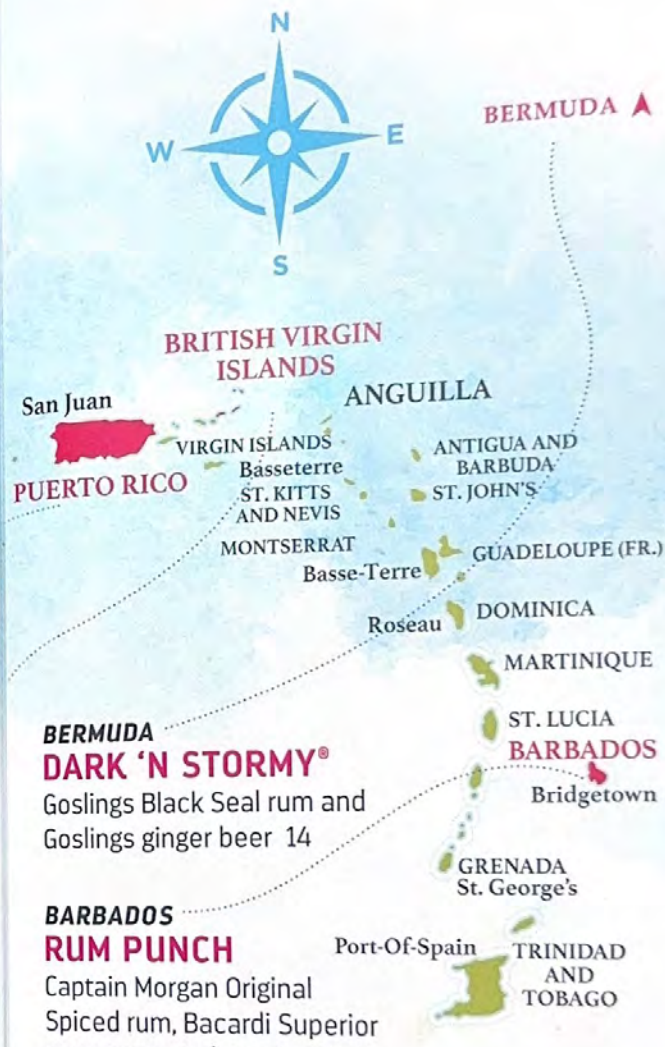 N
W
E
S
BERMUDA
BRITISH VIRGIN
ISLANDS
San Juan
ANGUILLA
VIRGIN ISLANDS
PUERTO RICO
Basseterre
ST. KITTS
AND NEVIS
ANTIGUA AND
BARBUDA
ST. JOHN'S
MONTSERRAT
Basse-Terre
GUADELOUPE (FR.)
Roseau
DOMINICA
MARTINIQUE
ST. LUCIA
BARBADOS
Bridgetown
GRENADA
St. George's
Port-Of-Spain
TRINIDAD
AND
TOBAGO
BERMUDA
DARK 'N STORMY®
Goslings Black Seal rum and
Goslings ginger beer 14
BARBADOS
RUM PUNCH
Captain Morgan Original
Spiced rum, Bacardi Superior